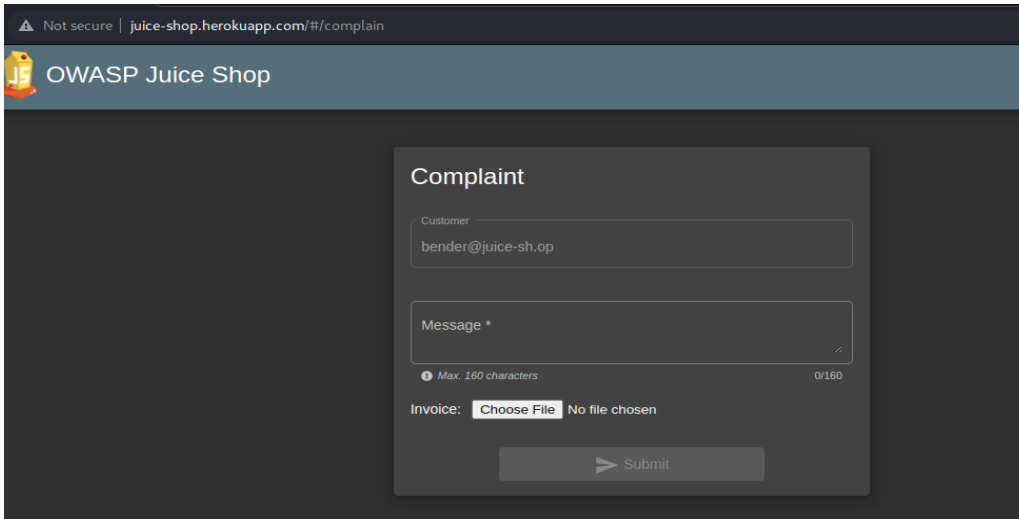 Not secure | juice-shop.herokuapp.com/#/complain
JS OWASP Juice Shop
Complaint
Customer
bender@juice-sh.op
Message *
Max. 160 characters 0/160
Invoice: Choose File No file chosen
Submit